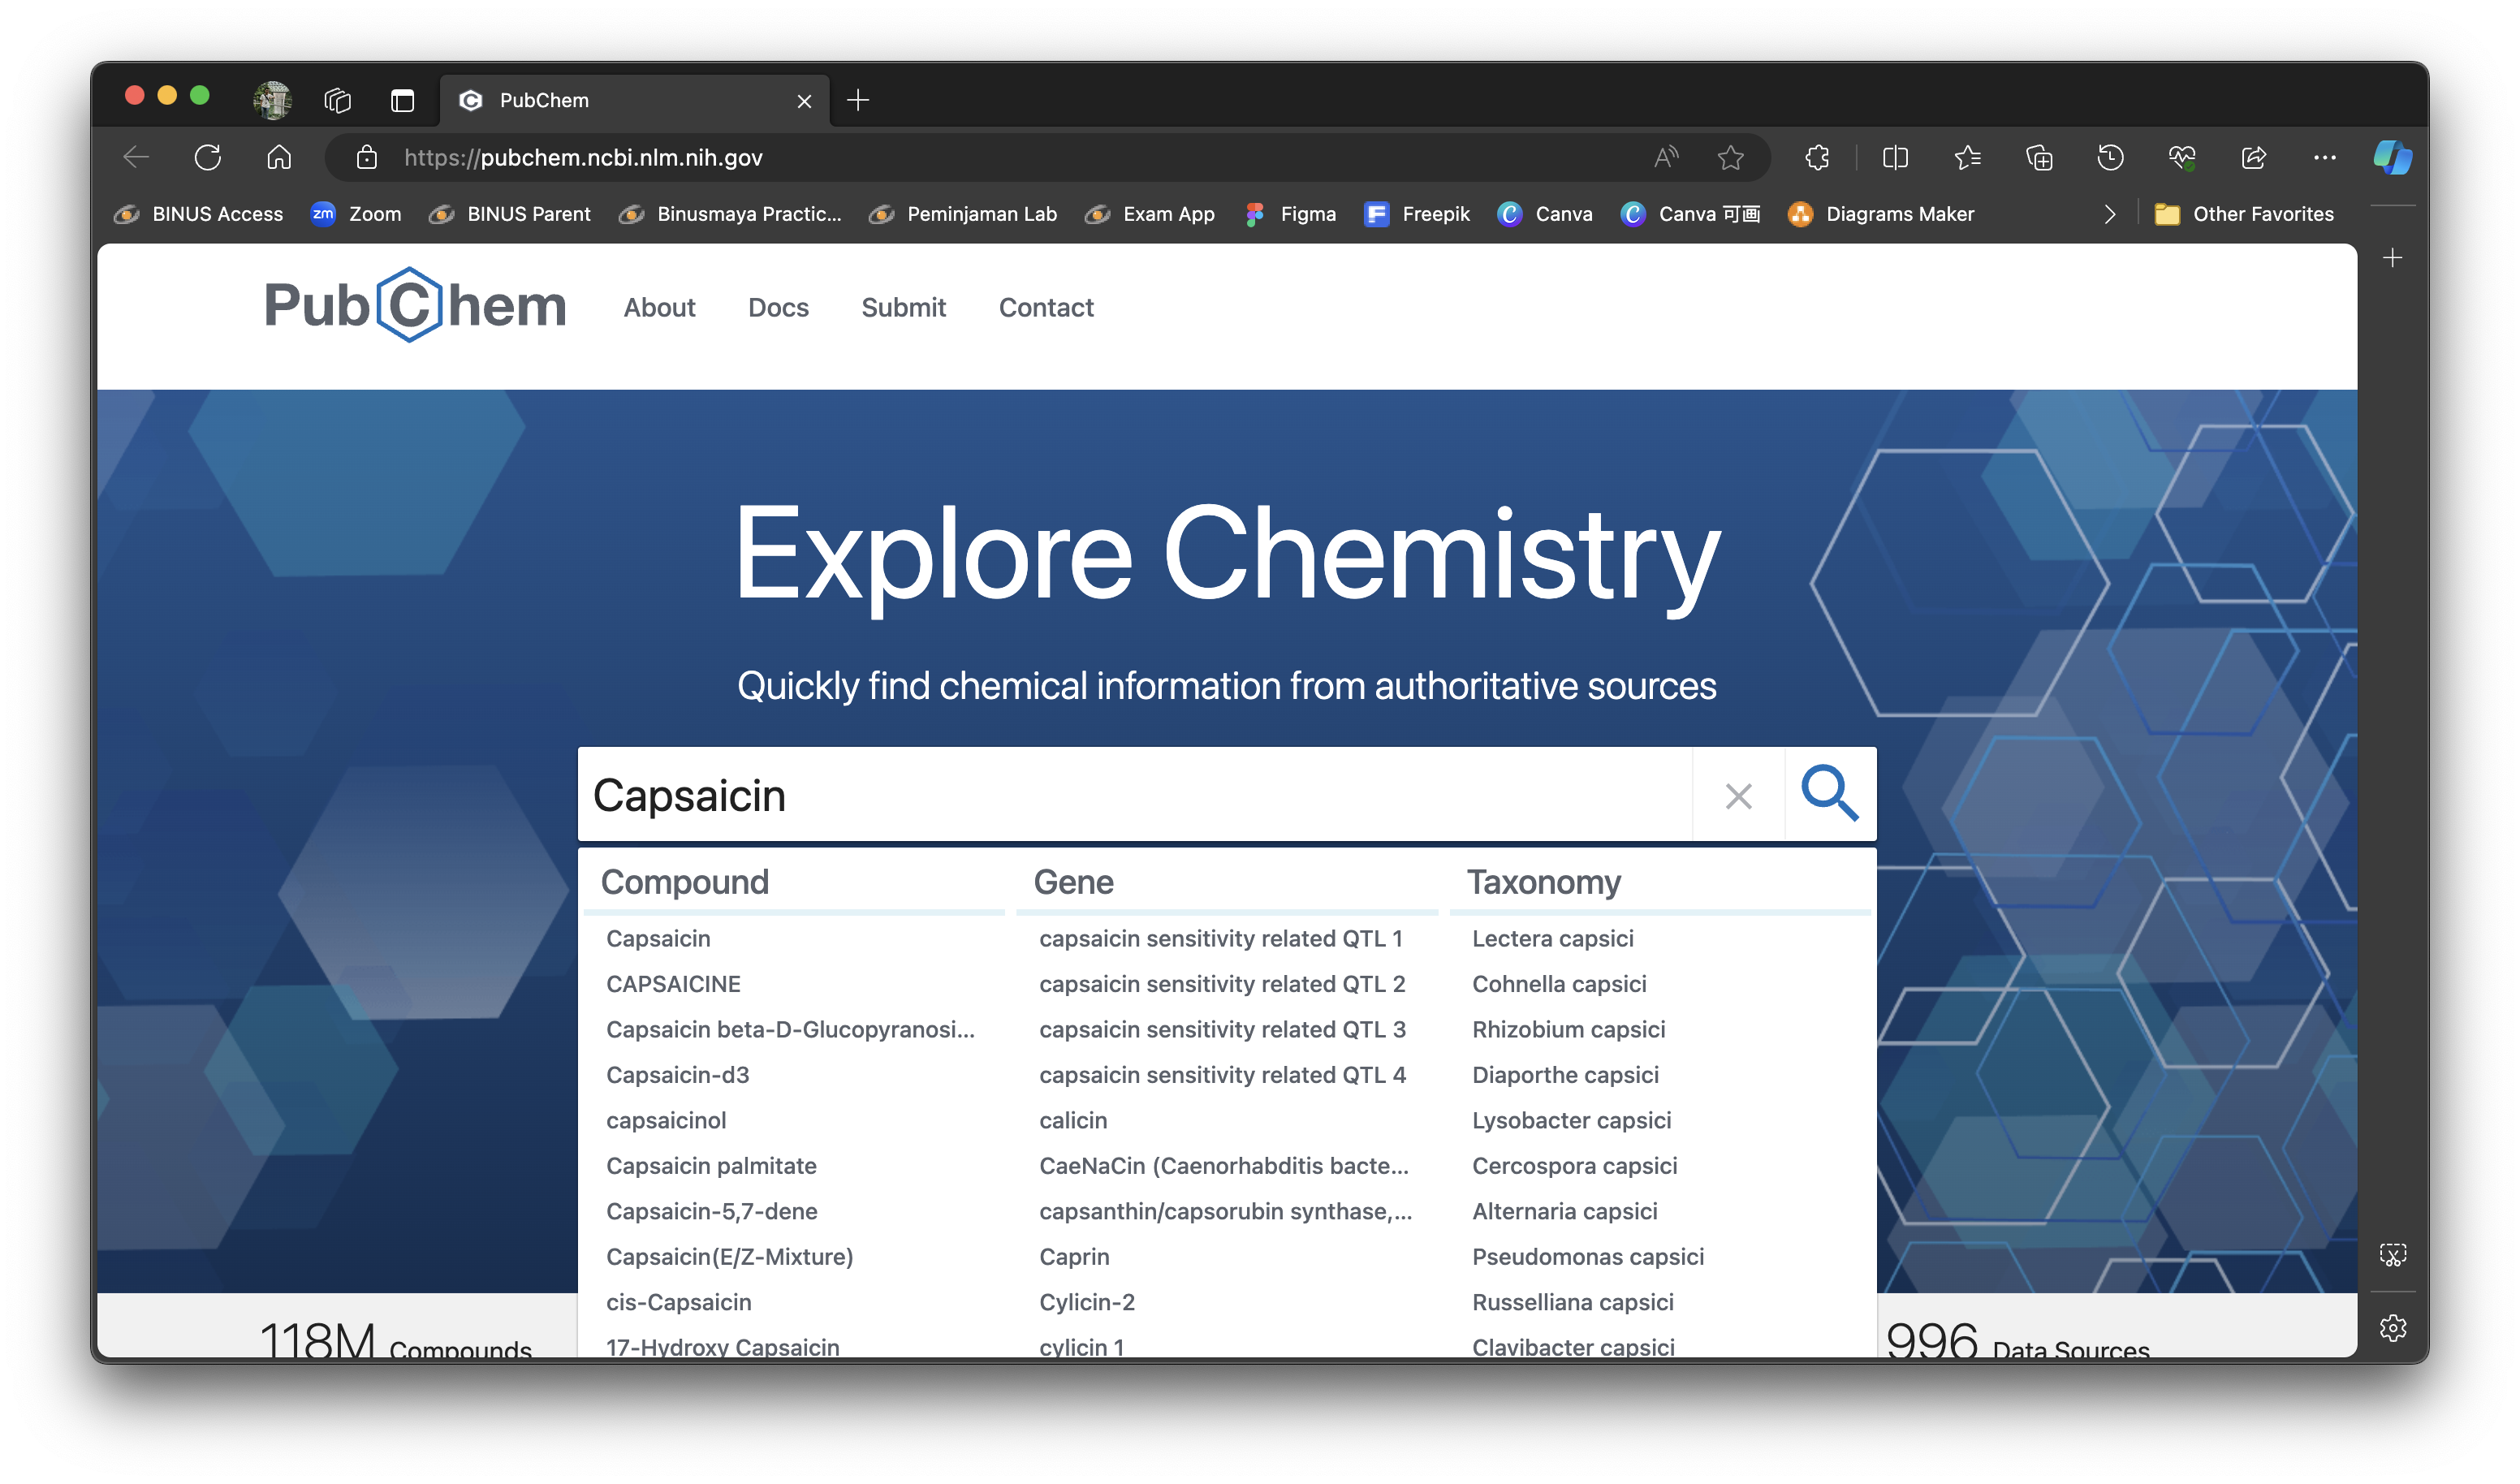 PubChem
https://pubchem.ncbi.nlm.nih.gov
BINUS Access zm Zoom BINUS Parent Binusmaya Practic... Peminjaman Lab Exam App Figma Freepik Canva Canva 可画 Diagrams Maker Other Favorites
PubChem About Docs Submit Contact
Explore Chemistry
Quickly find chemical information from authoritative sources
Capsaicin
Compound Gene Taxonomy
Capsaicin capsaicin sensitivity related QTL 1 Lectera capsici
CAPSAICINE capsaicin sensitivity related QTL 2 Cohnella capsici
Capsaicin beta-D-Glucopyranosi... capsaicin sensitivity related QTL 3 Rhizobium capsici
Capsaicin-d3 capsaicin sensitivity related QTL 4 Diaporthe capsici
capsaicinol calicin Lysobacter capsici
Capsaicin palmitate CaeNaCin (Caenorhabditis bacte... Cercospora capsici
Capsaicin-5,7-dene capsanthin/capsorubin synthase,... Alternaria capsici
Capsaicin(E/Z-Mixture) Caprin Pseudomonas capsici
cis-Capsaicin Cylicin-2 Russelliana capsici
17-Hydroxy Capsaicin cylicin 1 Clavibacter capsici
118M Compounds 996 Data Sources